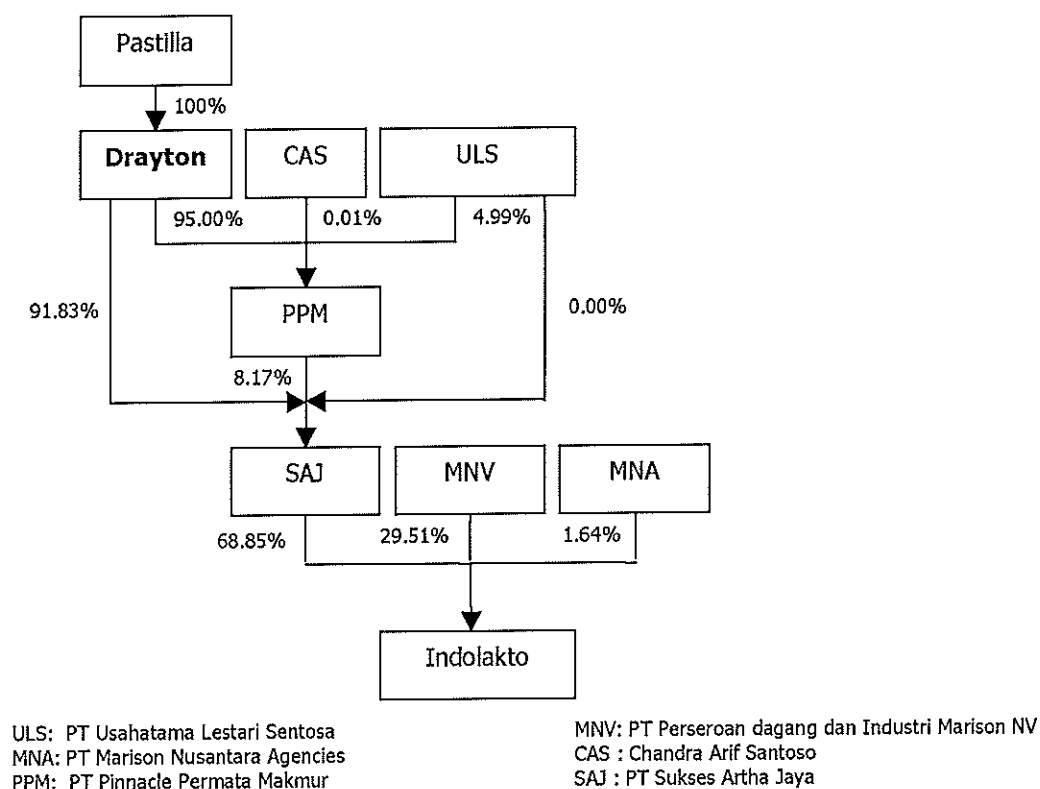 Pastilla
100%
Drayton CAS ULS
95.00% 0.01% 4.99%
91.83% PPM 0.00%
8.17%
SAJ MNV MNA
68.85% 29.51% 1.64%
Indolakto
ULS: PT Usahatama Lestari Sentosa
MNA: PT Marison Nusantara Agencies
PPM: PT Pinnacle Permata Makmur
MNV: PT Perseroan dagang dan Industri Marison NV
CAS : Chandra Arif Santoso
SAJ : PT Sukses Artha Jaya